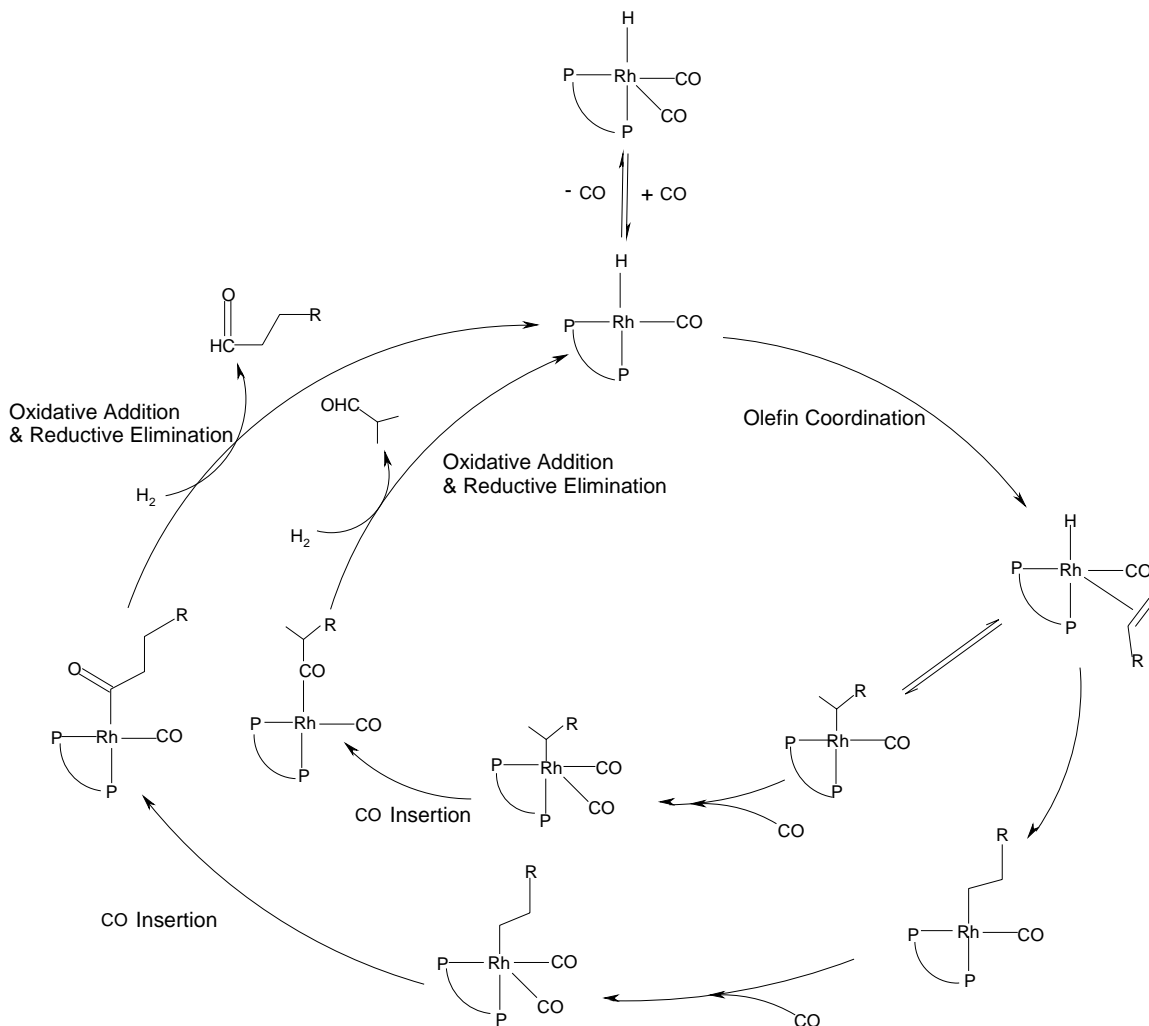 H
P Rh CO
CO
P
- CO + CO
H
P Rh CO
P
O
R
HC
Oxidative Addition
& Reductive Elimination
H2
OHC
Oxidative Addition
& Reductive Elimination
H2
Olefin Coordination
H
P Rh CO
P
R
R
O
P Rh CO
P
R
CO
P Rh CO
P
R
P Rh CO
CO
P
R
P Rh CO
P
CO Insertion
CO
R
P Rh CO
P
R
P Rh CO
CO
P
CO Insertion
CO